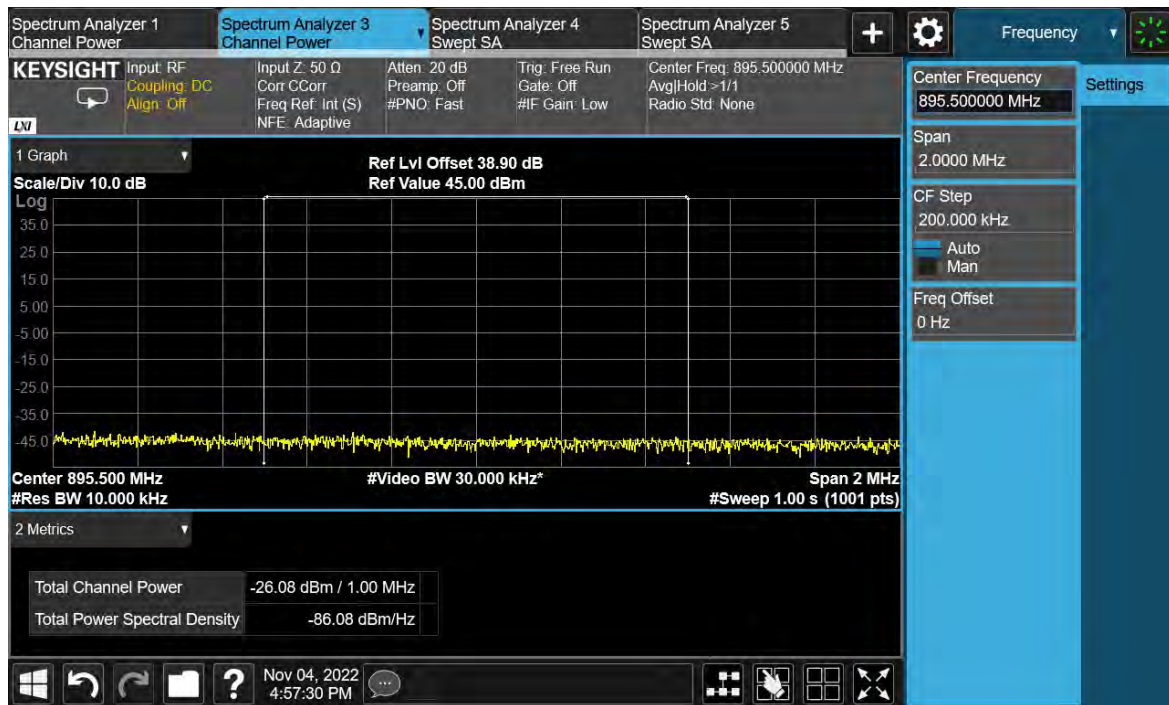 Spectrum Analyzer 1
Channel Power
Spectrum Analyzer 3
Channel Power
Spectrum Analyzer 4
Swept SA
Spectrum Analyzer 5
Swept SA
+
Frequency
KEYSIGHT
LXI
Input: RF
Coupling: DC
Align: Off
Input Z: 50 Ω
Corr CCorr
Freq Ref: Int (S)
NFE: Adaptive
Atten: 20 dB
Preamp: Off
#PNO: Fast
Trig: Free Run
Gate: Off
#IF Gain: Low
Center Freq: 895.500000 MHz
Avg|Hold >1/1
Radio Std: None
Center Frequency
895.500000 MHz
Settings
Span
2.0000 MHz
CF Step
200.000 kHz
Auto
Man
Freq Offset
0 Hz
1 Graph
Scale/Div 10.0 dB
Ref Lvl Offset 38.90 dB
Ref Value 45.00 dBm
Log
35.0
25.0
15.0
5.00
-5.00
-15.0
-25.0
-35.0
-45.0
Center 895.500 MHz
#Video BW 30.000 kHz*
Span 2 MHz
#Res BW 10.000 kHz
#Sweep 1.00 s (1001 pts)
2 Metrics
Total Channel Power -26.08 dBm / 1.00 MHz
Total Power Spectral Density -86.08 dBm/Hz
?
Nov 04, 2022
4:57:30 PM